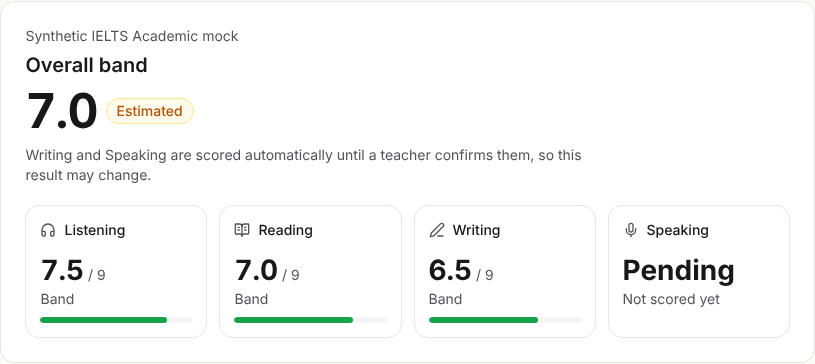 Synthetic IELTS Academic mock
Overall band
7.0 Estimated
Writing and Speaking are scored automatically until a teacher confirms them, so this
result may change.
Listening
7.5 / 9
Band
Reading
7.0 / 9
Band
Writing
6.5 / 9
Band
Speaking
Pending
Not scored yet